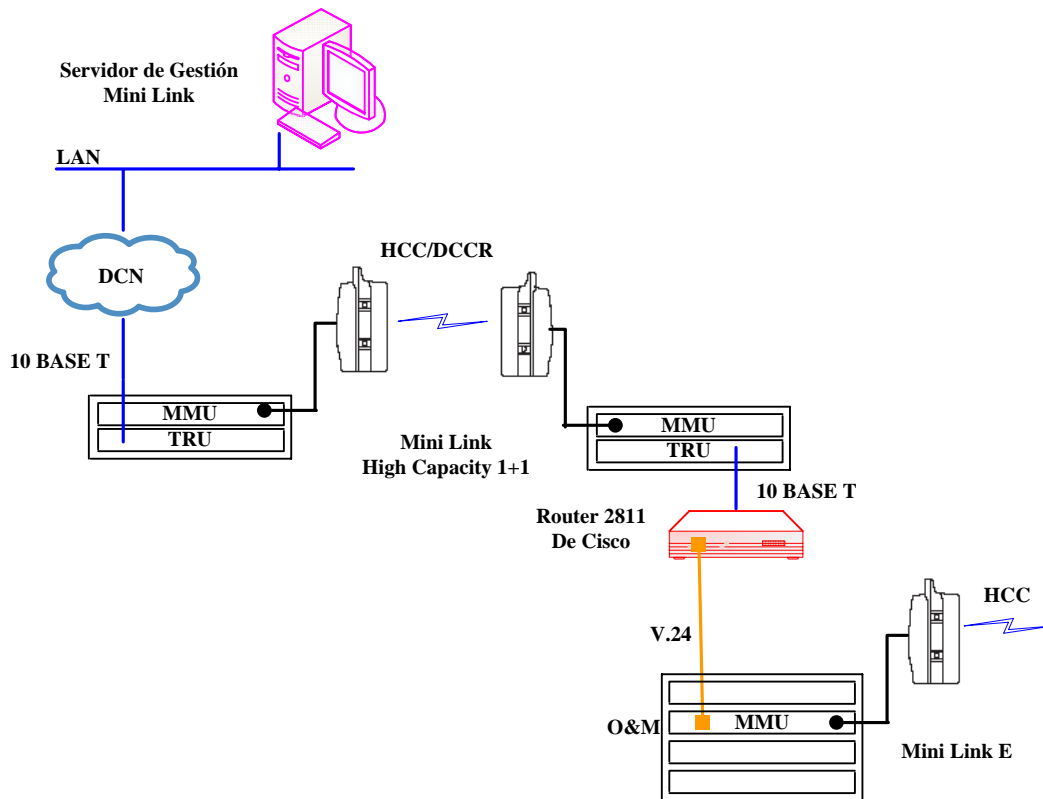 Servidor de Gestión
Mini Link
LAN
HCC/DCCR
DCN
10 BASE T
MMU
TRU
Mini Link
High Capacity 1+1
MMU
TRU
10 BASE T
Router 2811
De Cisco
HCC
V.24
O&M
MMU
Mini Link E